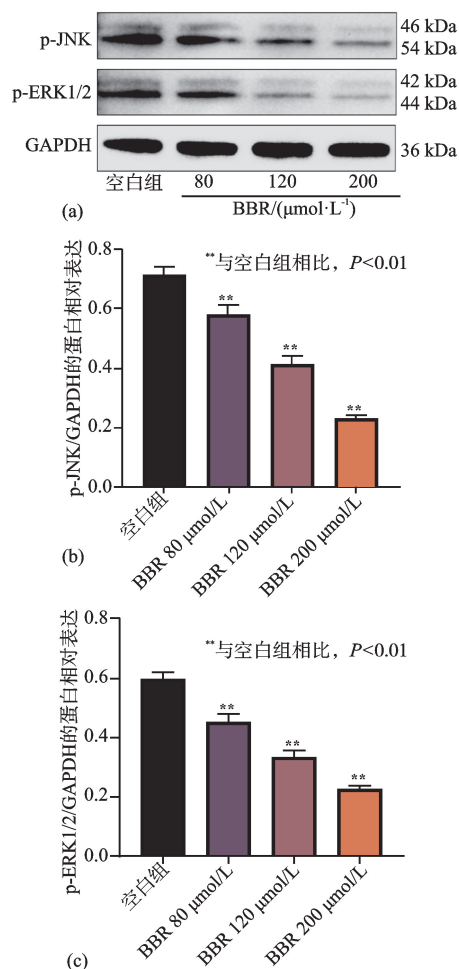 p-JNK
46 kDa
54 kDa
p-ERK1/2
42 kDa
44 kDa
GAPDH
36 kDa
空白组 80 120 200
BBR/(μmol·L⁻¹)
(a)
0.8
0.6
0.4
0.2
0.0
p-JNK/GAPDH的蛋白相对表达
**与空白组相比，P<0.01
**
**
**
空白组
BBR 80 μmol/L
BBR 120 μmol/L
BBR 200 μmol/L
(b)
0.8
0.6
0.4
0.2
0.0
p-ERK1/2/GAPDH的蛋白相对表达
**与空白组相比，P<0.01
**
**
**
空白组
BBR 80 μmol/L
BBR 120 μmol/L
BBR 200 μmol/L
(c)